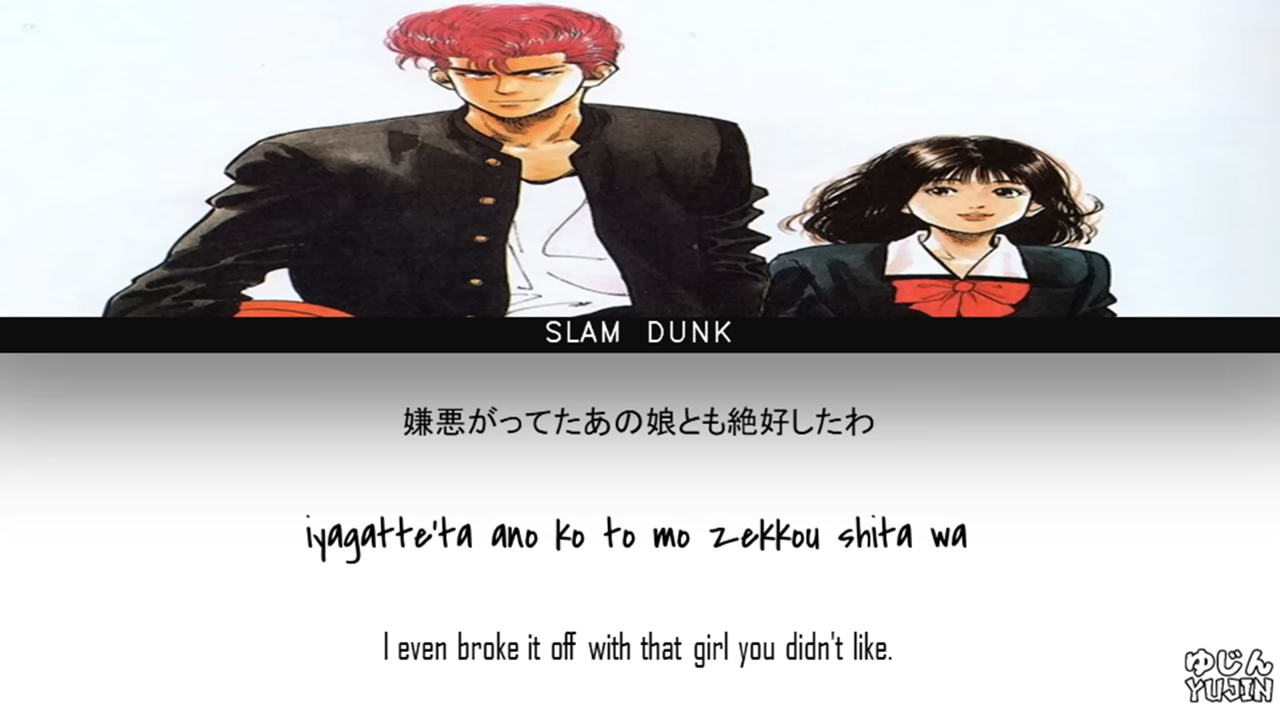 SLAM DUNK
嫌悪がってたあの娘とも絶好したわ
iyagatte'ta ano ko to mo zekkou shita wa
I even broke it off with that girl you didn't like.
ゆじん
YUJIN